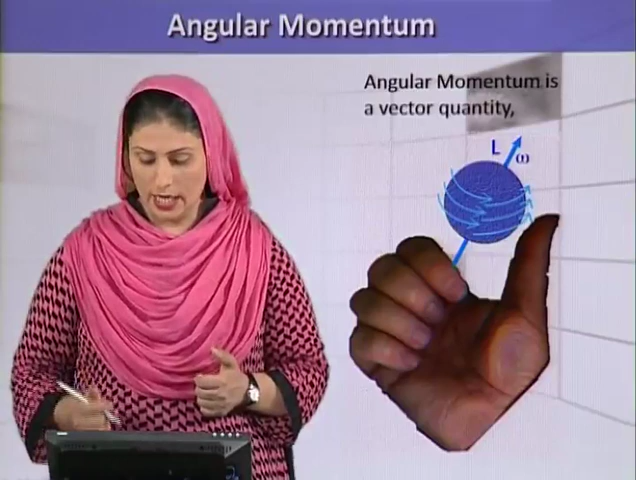 Angular Momentum
Angular Momentum is
a vector quantity,
L
ω